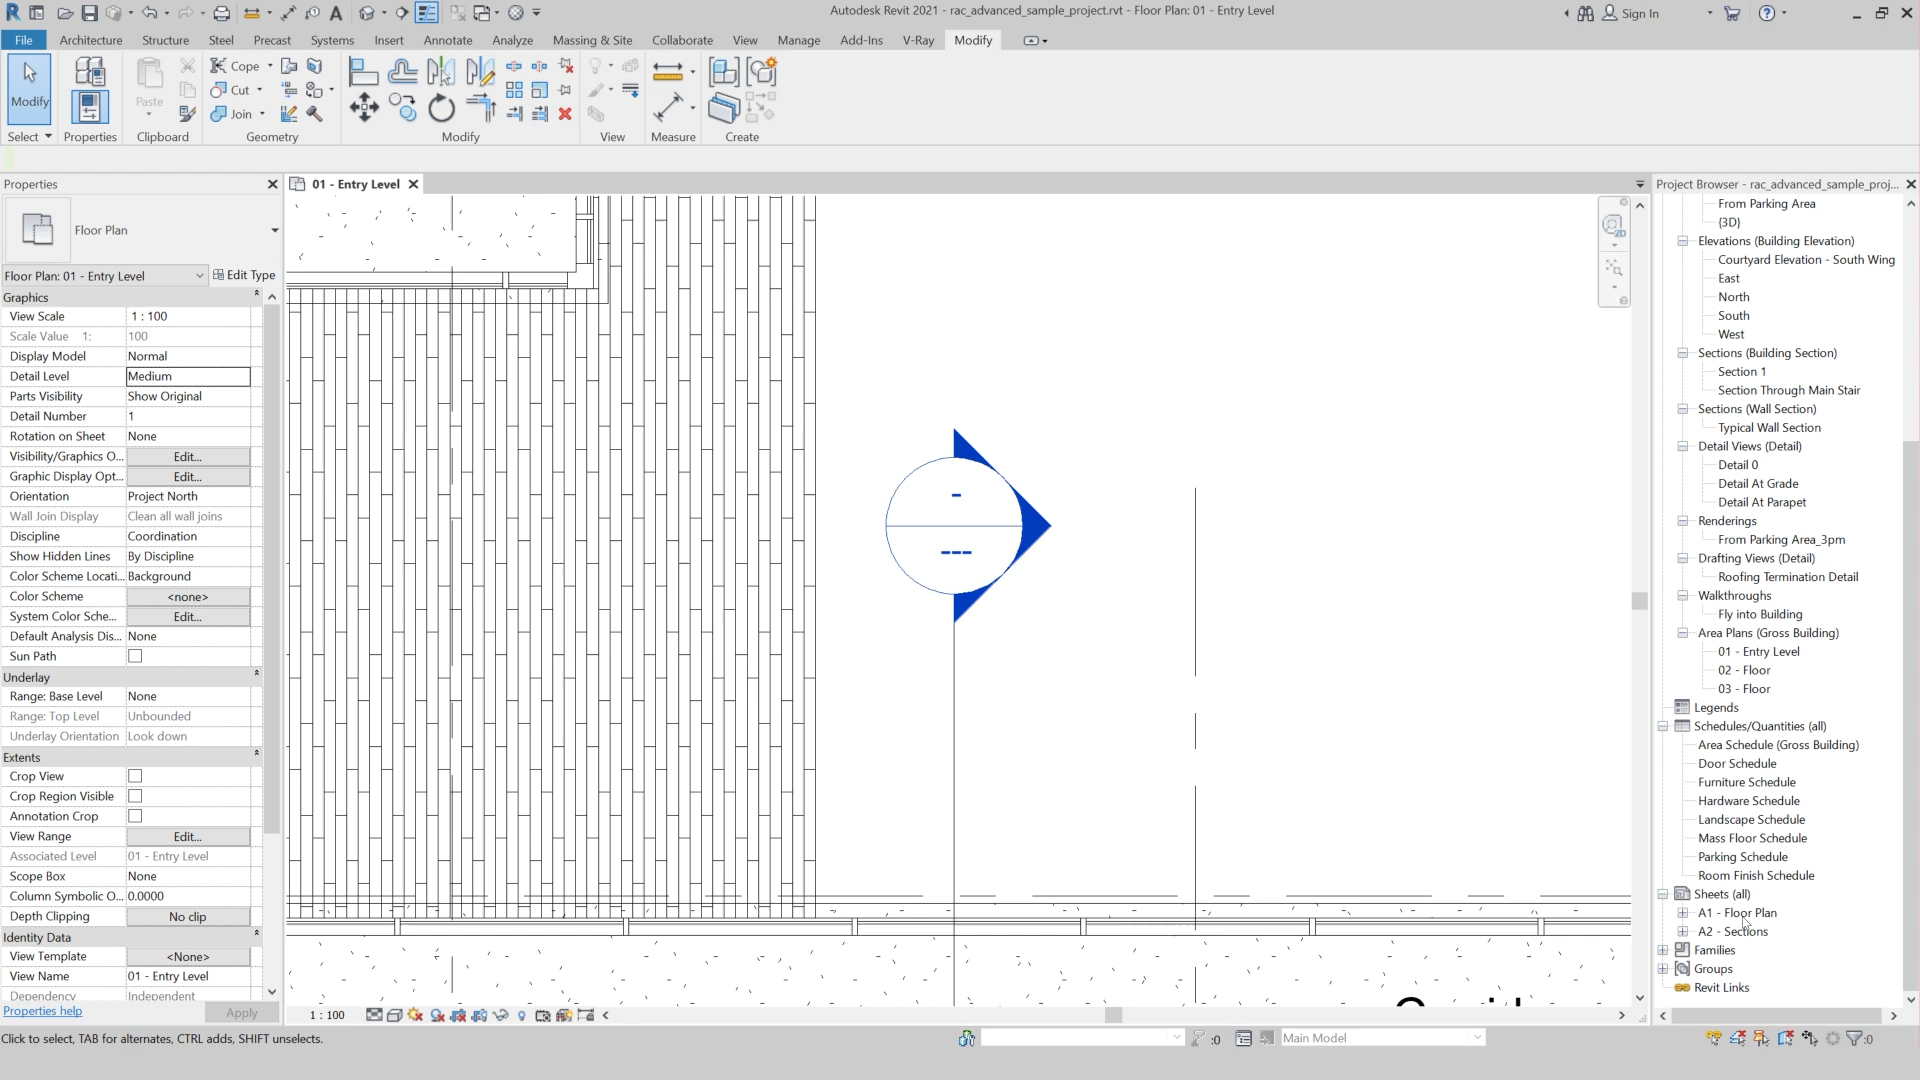 Autodesk Revit 2021 - rac_advanced_sample_project.rvt - Floor Plan: 01 - Entry Level
Sign In
File Architecture Structure Steel Precast Systems Insert Annotate Analyze Massing & Site Collaborate View Manage Add-Ins V-Ray Modify
Modify
Paste
Cope
Cut
Join
Select Properties Clipboard Geometry Modify View Measure Create
Properties
01 - Entry Level
Project Browser - rac_advanced_sample_proj...
Floor Plan
Floor Plan: 01 - Entry Level
Edit Type
Graphics
View Scale 1 : 100
Scale Value 1: 100
Display Model Normal
Detail Level Medium
Parts Visibility Show Original
Detail Number 1
Rotation on Sheet None
Visibility/Graphics O... Edit...
Graphic Display Opt... Edit...
Orientation Project North
Wall Join Display Clean all wall joins
Discipline Coordination
Show Hidden Lines By Discipline
Color Scheme Locati... Background
Color Scheme <none>
System Color Sche... Edit...
Default Analysis Dis... None
Sun Path
Underlay
Range: Base Level None
Range: Top Level Unbounded
Underlay Orientation Look down
Extents
Crop View
Crop Region Visible
Annotation Crop
View Range Edit...
Associated Level 01 - Entry Level
Scope Box None
Column Symbolic O... 0.0000
Depth Clipping No clip
Identity Data
View Template <None>
View Name 01 - Entry Level
Dependency Independent
Properties help
Apply
-
---
2D
From Parking Area
{3D}
Elevations (Building Elevation)
Courtyard Elevation - South Wing
East
North
South
West
Sections (Building Section)
Section 1
Section Through Main Stair
Sections (Wall Section)
Typical Wall Section
Detail Views (Detail)
Detail 0
Detail At Grade
Detail At Parapet
Renderings
From Parking Area_3pm
Drafting Views (Detail)
Roofing Termination Detail
Walkthroughs
Fly into Building
Area Plans (Gross Building)
01 - Entry Level
02 - Floor
03 - Floor
Legends
Schedules/Quantities (all)
Area Schedule (Gross Building)
Door Schedule
Furniture Schedule
Hardware Schedule
Landscape Schedule
Mass Floor Schedule
Parking Schedule
Room Finish Schedule
Sheets (all)
A1 - Floor Plan
A2 - Sections
Families
Groups
Revit Links
1 : 100
Click to select, TAB for alternates, CTRL adds, SHIFT unselects.
:0
Main Model
:0